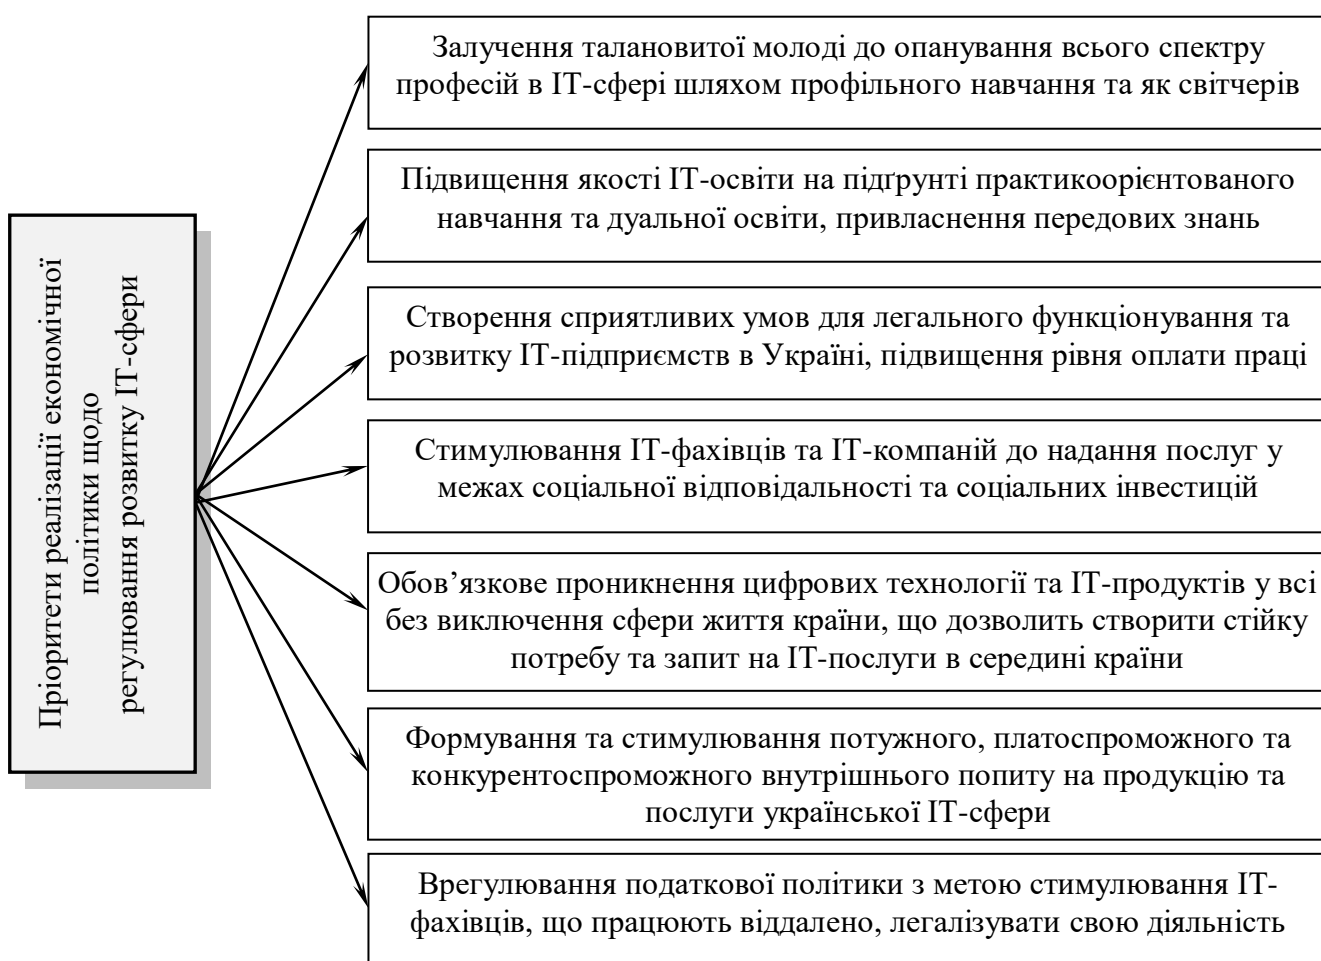 Пріоритети реалізації економічної
політики щодо
регулювання розвитку ІТ-сфери
Залучення талановитої молоді до опанування всього спектру
професій в ІТ-сфері шляхом профільного навчання та як світчерів
Підвищення якості ІТ-освіти на підґрунті практикоорієнтованого
навчання та дуальної освіти, привласнення передових знань
Створення сприятливих умов для легального функціонування та
розвитку ІТ-підприємств в Україні, підвищення рівня оплати праці
Стимулювання ІТ-фахівців та ІТ-компаній до надання послуг у
межах соціальної відповідальності та соціальних інвестицій
Обов’язкове проникнення цифрових технології та ІТ-продуктів у всі
без виключення сфери життя країни, що дозволить створити стійку
потребу та запит на ІТ-послуги в середині країни
Формування та стимулювання потужного, платоспроможного та
конкурентоспроможного внутрішнього попиту на продукцію та
послуги української ІТ-сфери
Врегулювання податкової політики з метою стимулювання ІТ-
фахівців, що працюють віддалено, легалізувати свою діяльність